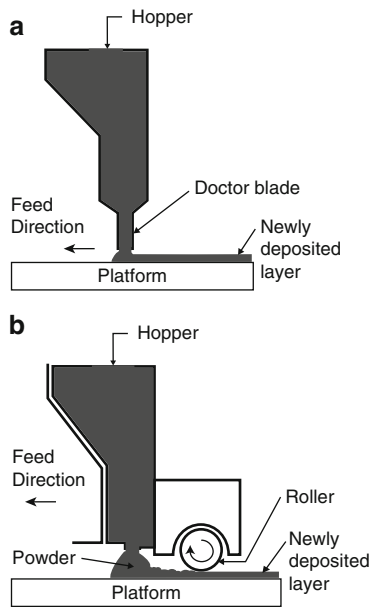 a
Hopper
Doctor blade
Feed
Direction
Newly
deposited
layer
Platform
b
Hopper
Feed
Direction
Roller
Powder
Newly
deposited
layer
Platform